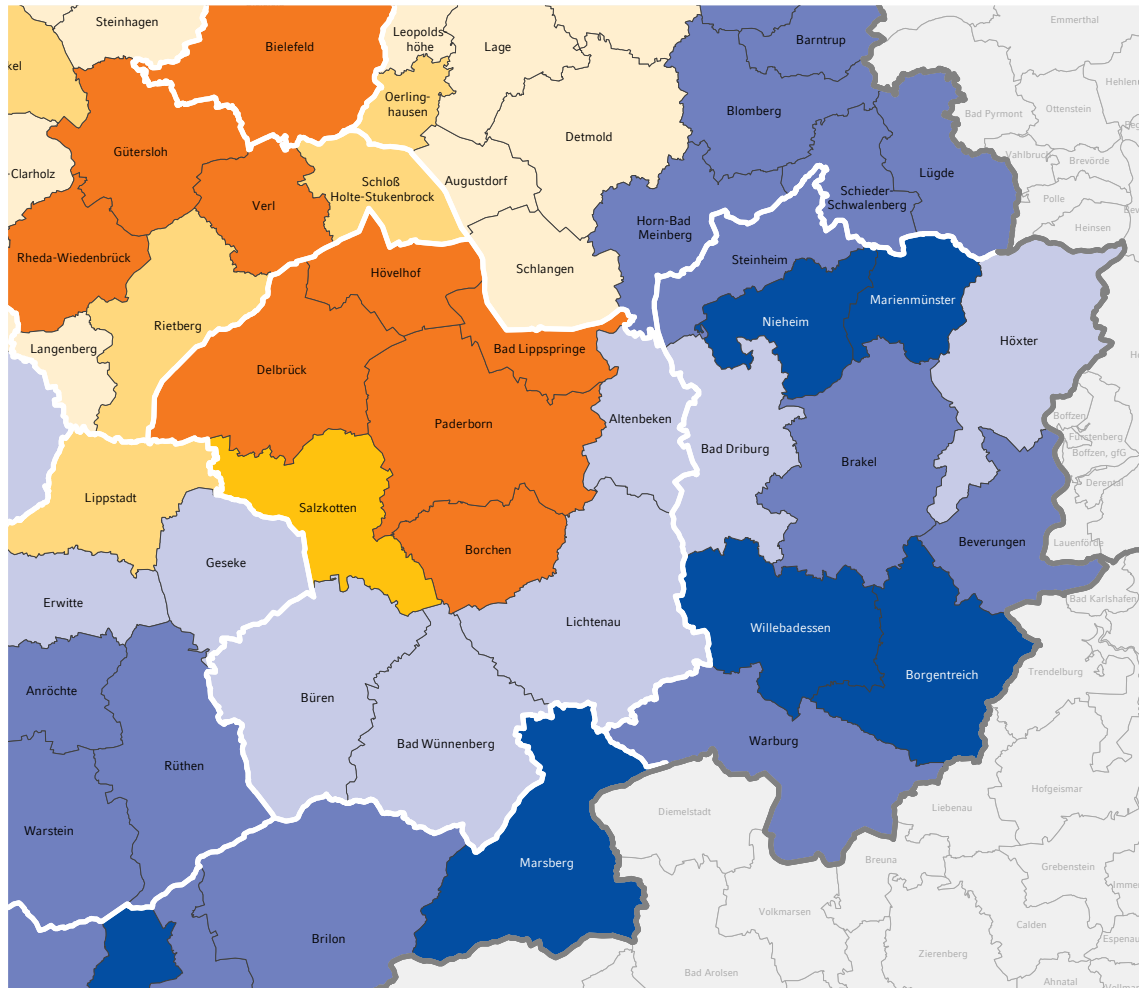 Steinhagen
Bielefeld
Leopolds
höhe
Lage
Barntrup
Emmerthal
kel
Oerling-
hausen
Blomberg
Hehlen
Ottenstein
Bad Pyrmont
Gütersloh
Detmold
Vahlbruch
Brevörde
-Clarholz
Schloß
Holte-Stukenbrock
Augustdorf
Lügde
Verl
Schieder-
Schwalenberg
Polle
Horn-Bad
Meinberg
Heinsen
Rheda-Wiedenbrück
Hövelhof
Schlangen
Steinheim
Marienmünster
Rietberg
Nieheim
Höxter
Langenberg
Bad Lippspringe
Delbrück
Altenbeken
Boffzen
Paderborn
Fürstenberg
Bad Driburg
Boffzen, gfG
Brakel
Derental
Lippstadt
Salzkotten
Borchen
Beverungen
Lauenförde
Geseke
Erwitte
Bad Karlshafen
Lichtenau
Willebadessen
Trendelburg
Borgentreich
Anröchte
Büren
Bad Wünnenberg
Warburg
Rüthen
Hofgeismar
Diemelstadt
Liebenau
Warstein
Marsberg
Breuna
Grebenstein
Imme
Volkmarsen
Calden
Brilon
Espenau
Zierenberg
Bad Arolsen
Ahnatal